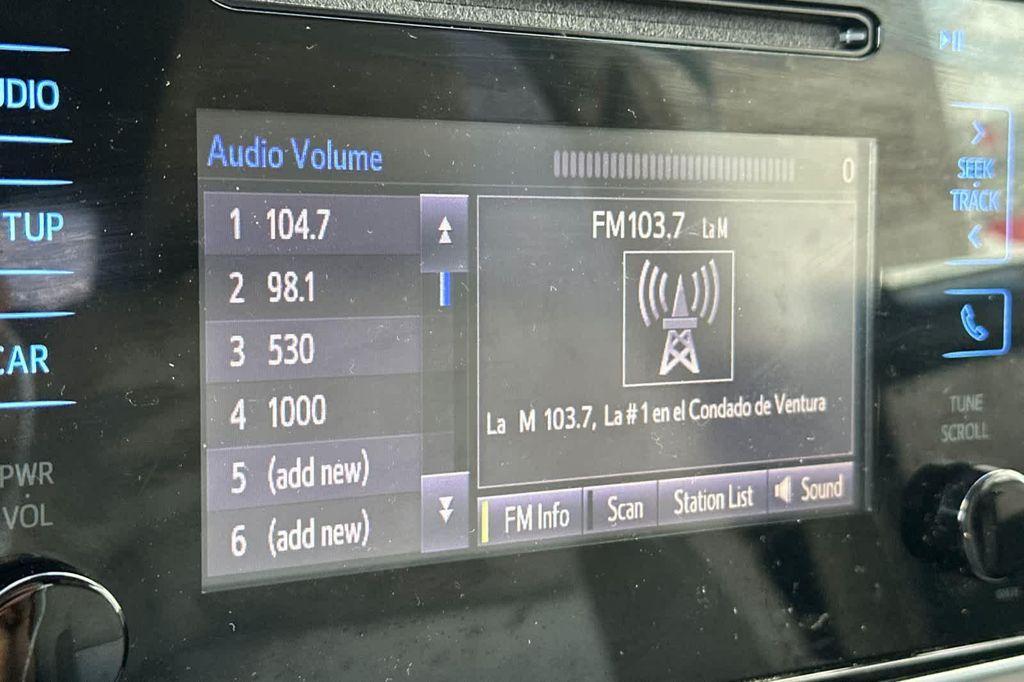 UDIO
TUP
CAR
PWR
VOL
Audio Volume
0
1 104.7
2 98.1
3 530
4 1000
5 (add new)
6 (add new)
FM103.7 La M
La M 103.7, La #1 en el Condado de Ventura
FM Info
Scan
Station List
Sound
SEEK
TRACK
TUNE
SCROLL